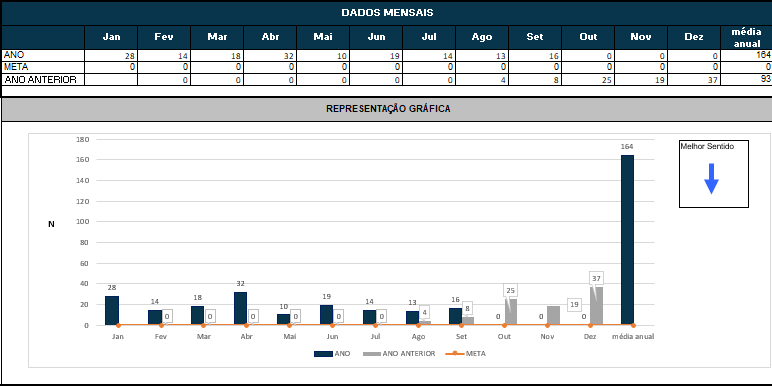 DADOS MENSAIS
Jan Fev Mar Abr Mai Jun Jul Ago Set Out Nov Dez média anual
ANO 28 14 18 32 10 19 14 13 16 0 0 0 164
META 0 0 0 0 0 0 0 0 0 0 0 0 0
ANO ANTERIOR 0 0 0 0 0 0 4 8 25 19 37 93
REPRESENTAÇÃO GRÁFICA
Melhor Sentido
N
180
160
140
120
100
80
60
40
20
0
164
28 14 18 32 10 19 14 13 16 0 0 0
0 0 0 0 0 0 4 8 25 19 37
Jan Fev Mar Abr Mai Jun Jul Ago Set Out Nov Dez média anual
ANO ANO ANTERIOR META